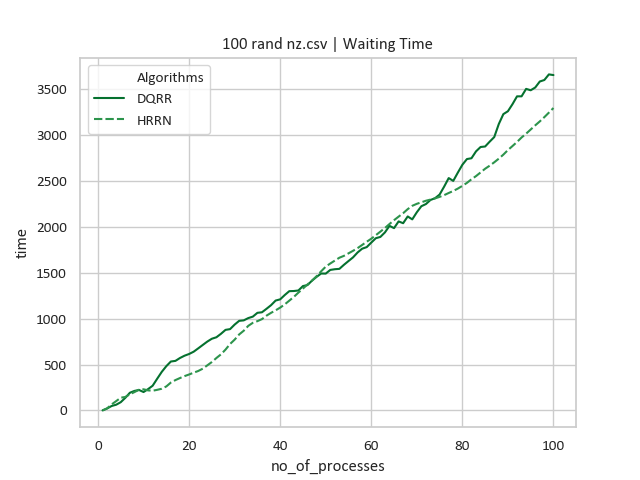 100 rand nz.csv | Waiting Time
Algorithms
DQRR
HRRN
time
3500
3000
2500
2000
1500
1000
500
0
0 20 40 60 80 100
no_of_processes